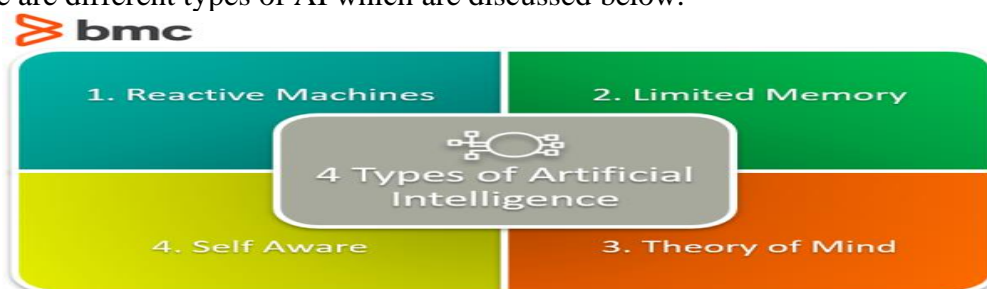 e are different types of AI which are discussed below.
bmc
1. Reactive Machines
2. Limited Memory
4 Types of Artificial
Intelligence
4. Self Aware
3. Theory of Mind